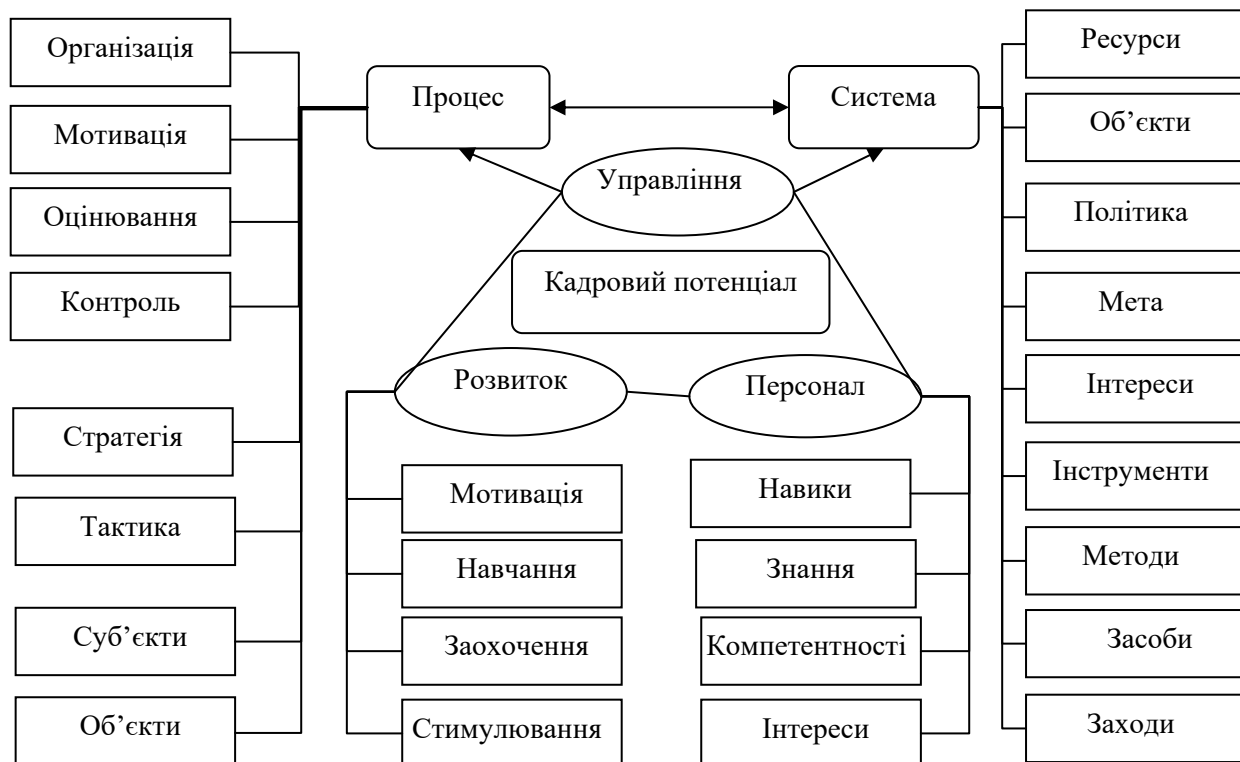 Організація
Мотивація
Оцінювання
Контроль
Стратегія
Тактика
Суб’єкти
Об’єкти
Процес
Система
Управління
Кадровий потенціал
Розвиток
Персонал
Мотивація
Навчання
Заохочення
Стимулювання
Навики
Знання
Компетентності
Інтереси
Ресурси
Об’єкти
Політика
Мета
Інтереси
Інструменти
Методи
Засоби
Заходи